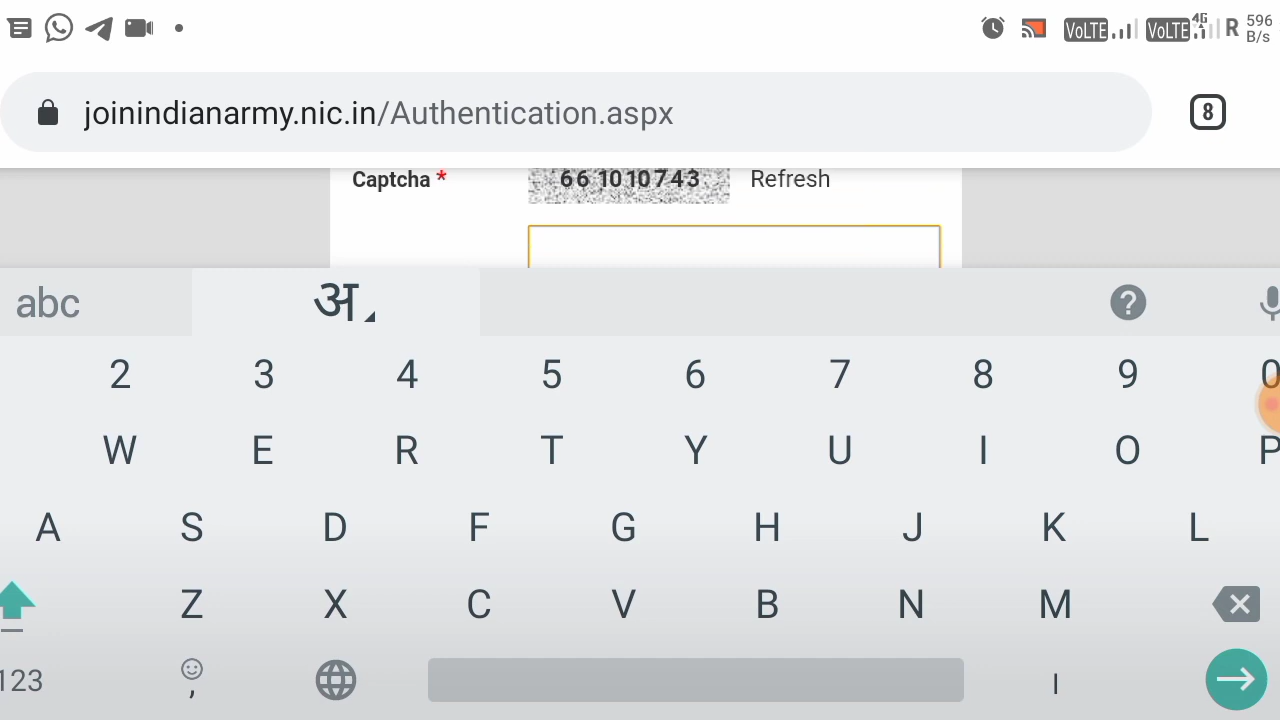 VoLTE VoLTE 4G R 596 B/s
joinindianarmy.nic.in/Authentication.aspx 8
Captcha * 66 1010743 Refresh
abc अ ?
2 3 4 5 6 7 8 9 0
W E R T Y U I O P
A S D F G H J K L
Z X C V B N M
123 , ।